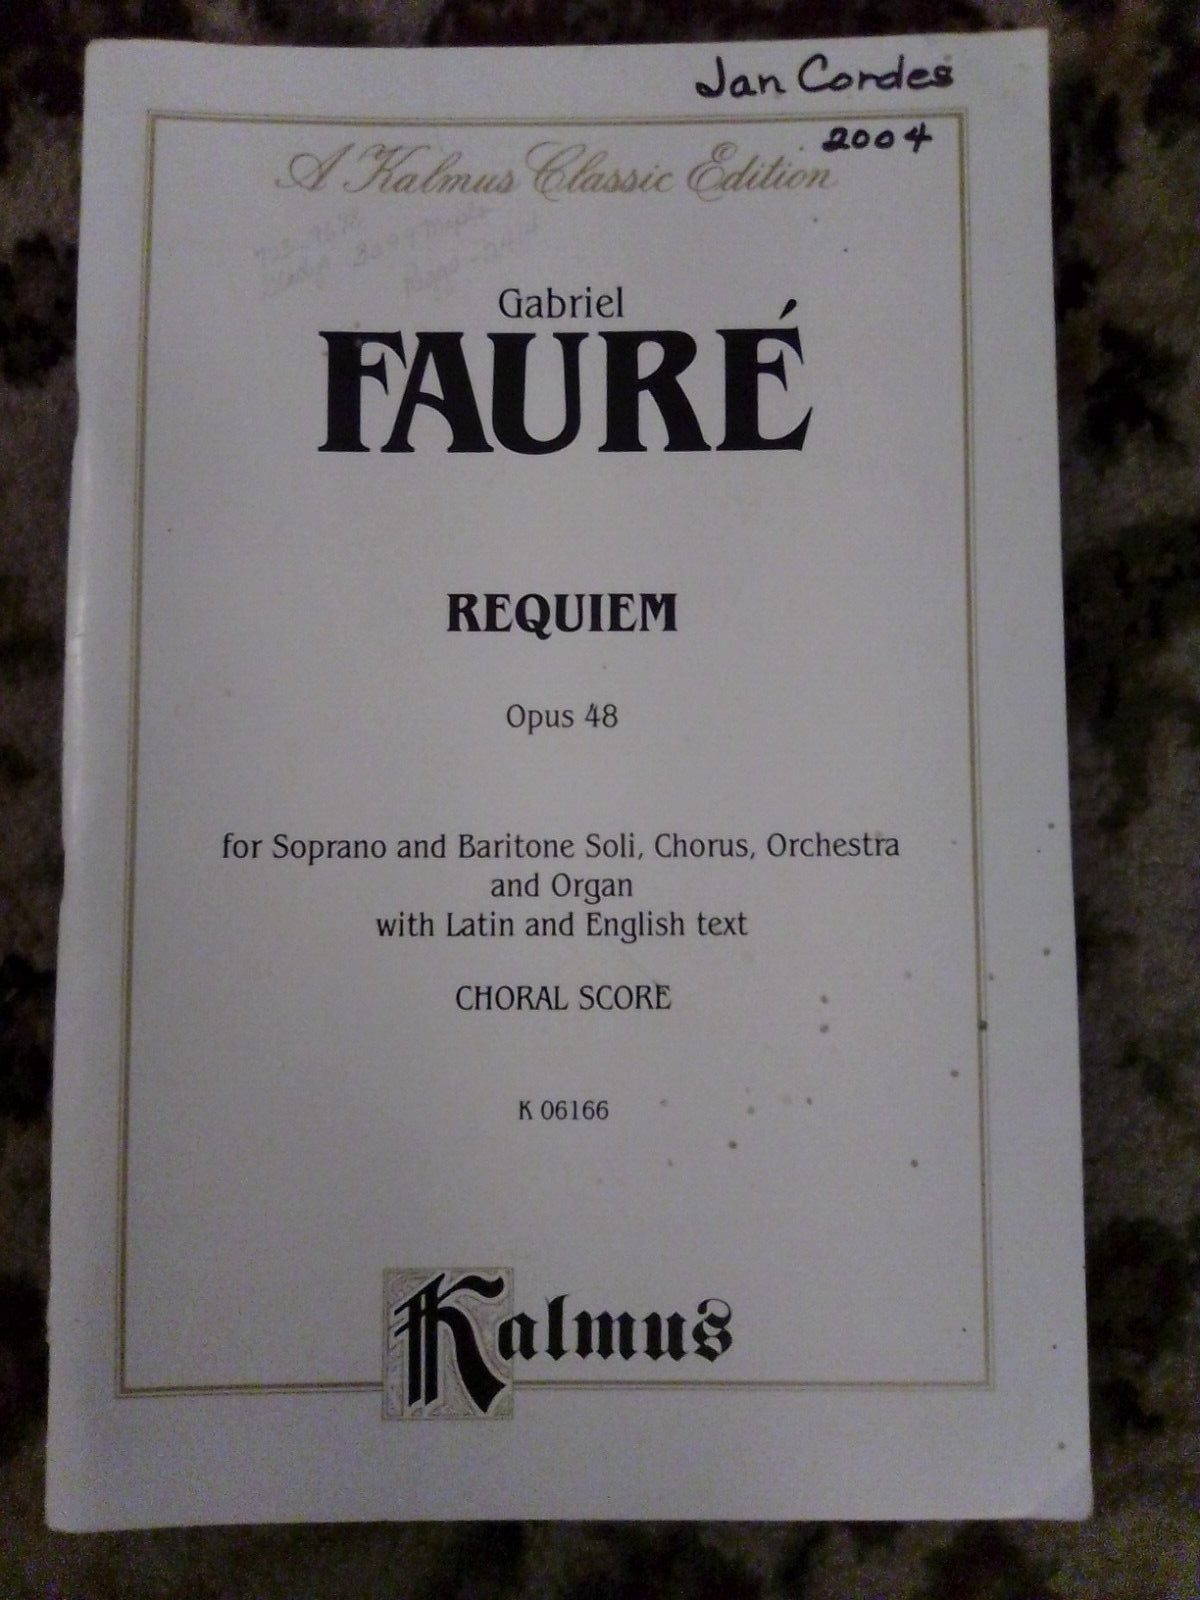 Jan Cordes
2004
A Kalmus Classic Edition
Gabriel
FAURÉ
REQUIEM
Opus 48
for Soprano and Baritone Soli, Chorus, Orchestra
and Organ
with Latin and English text
CHORAL SCORE
K 06166
Kalmus